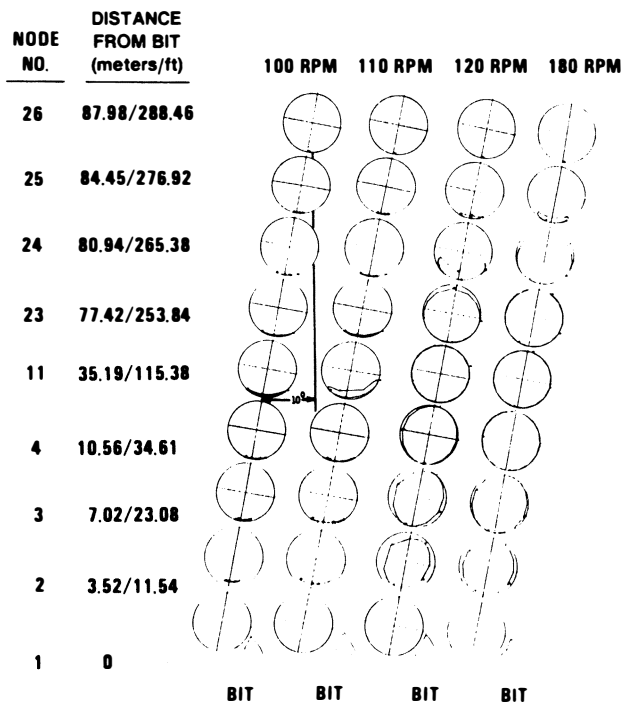 NODE NO.
DISTANCE FROM BIT (meters/ft)
100 RPM 110 RPM 120 RPM 180 RPM
26 87.98/288.46
25 84.45/276.92
24 80.94/265.38
23 77.42/253.84
11 35.19/115.38
10°
4 10.56/34.61
3 7.02/23.08
2 3.52/11.54
1 0
BIT BIT BIT BIT